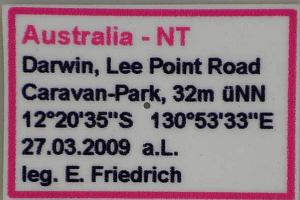 Australia - NT
Darwin, Lee Point Road
Caravan-Park, 32m üNN
12°20'35"S 130°53'33"E
27.03.2009 a.L.
leg. E. Friedrich